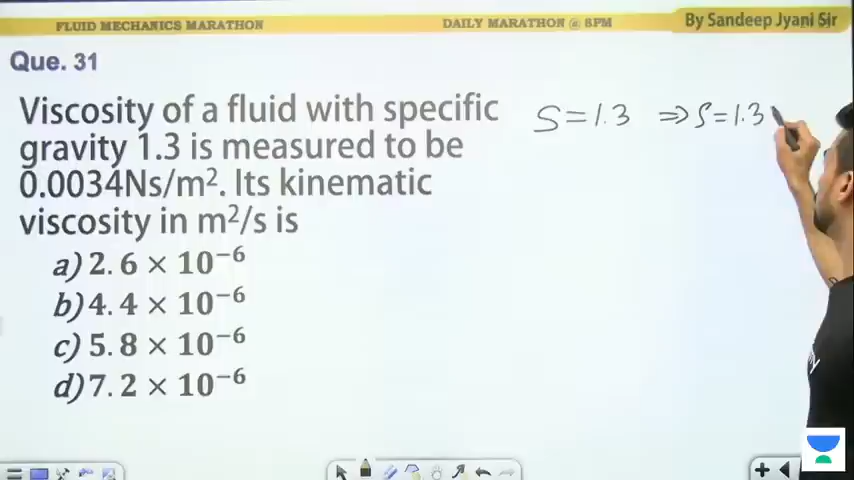 FLUID MECHANICS MARATHON
DAILY MARATHON @ 8PM
By Sandeep Jyani Sir
Que. 31
Viscosity of a fluid with specific
gravity 1.3 is measured to be
0.0034Ns/m². Its kinematic
viscosity in m²/s is
a) 2.6 × 10⁻⁶
b) 4.4 × 10⁻⁶
c) 5.8 × 10⁻⁶
d) 7.2 × 10⁻⁶
S = 1.3 ⇒ ρ = 1.3